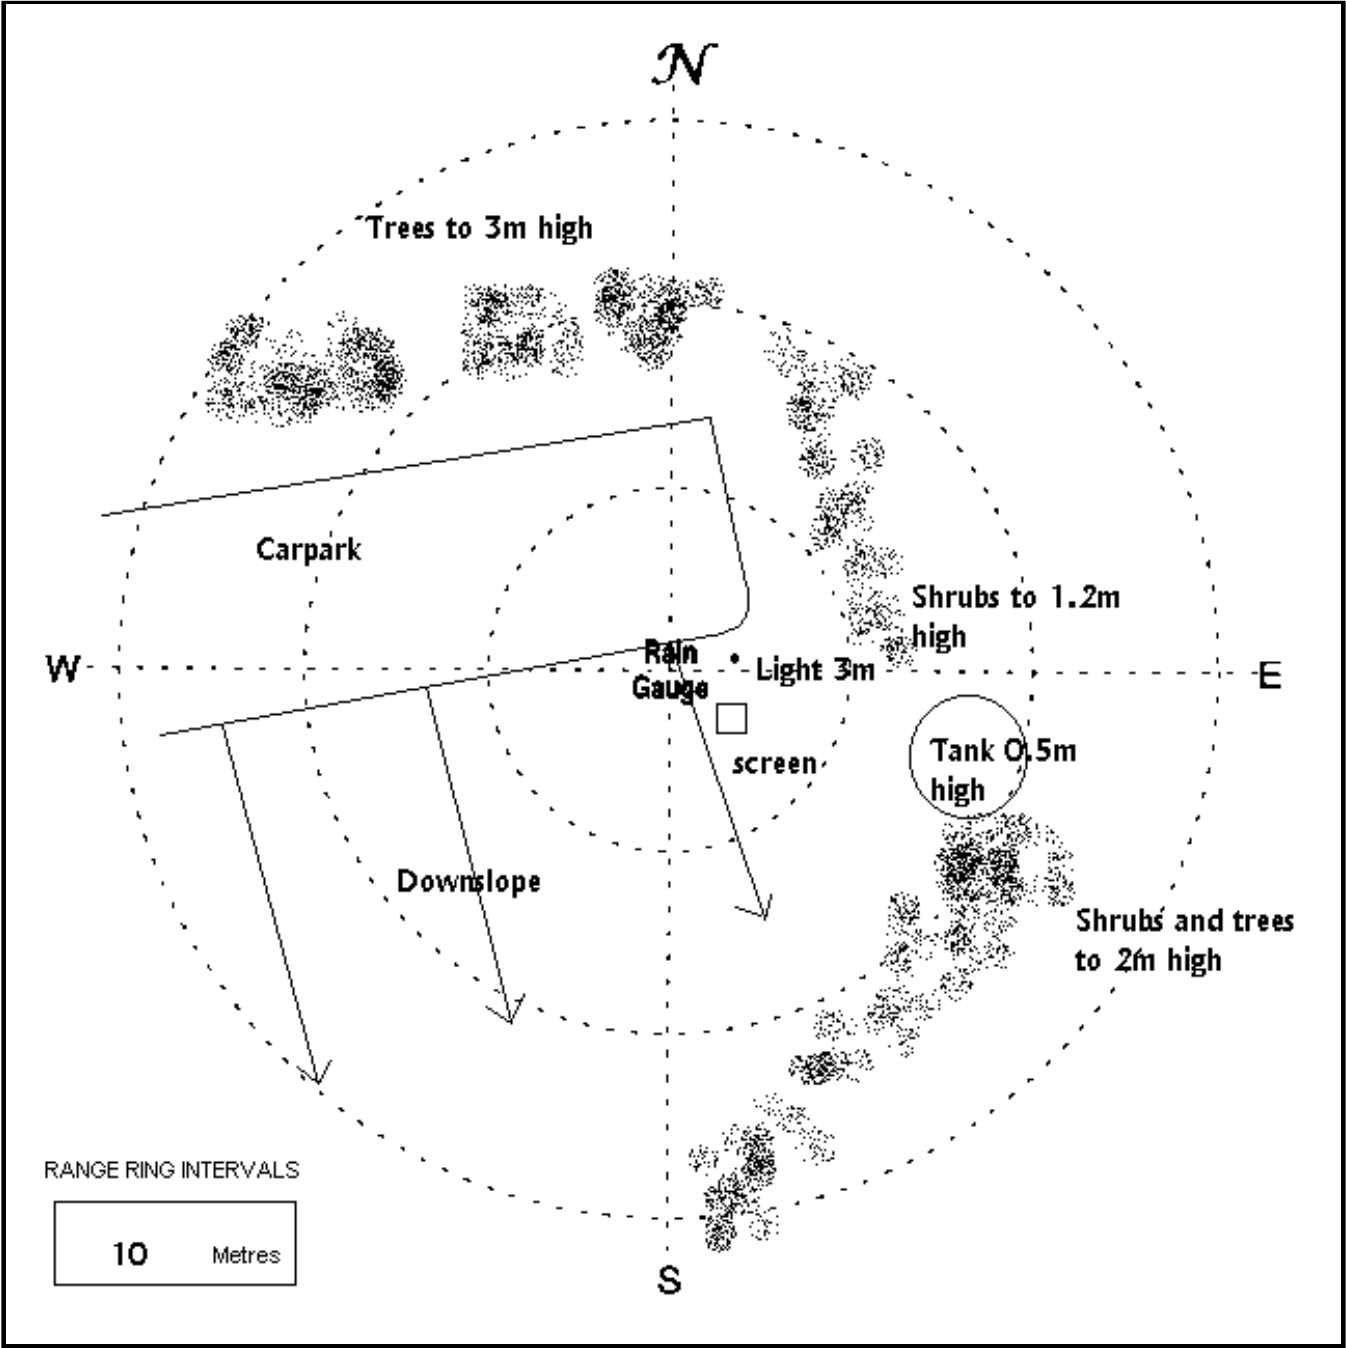 N
Trees to 3m high
Carpark
Shrubs to 1.2m
high
W
Rain
Gauge
Light 3m
E
screen
Tank 0.5m
high
Downslope
Shrubs and trees
to 2m high
RANGE RING INTERVALS
10 Metres
S